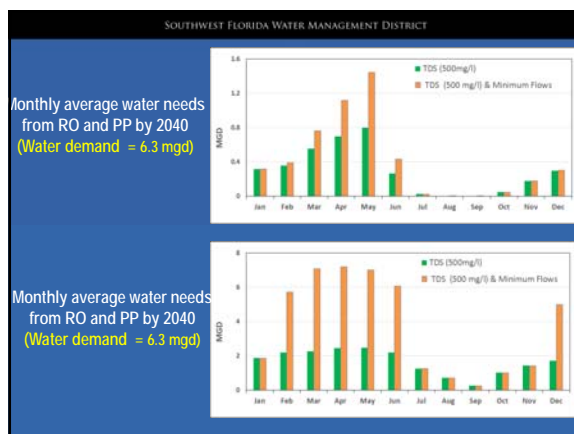 SOUTHWEST FLORIDA WATER MANAGEMENT DISTRICT
Monthly average water needs
from RO and PP by 2040
(Water demand = 6.3 mgd)
MGD
1.6
1.2
0.8
0.4
0
TDS (500mg/l)
TDS (500 mg/l) & Minimum Flows
Jan Feb Mar Apr May Jun Jul Aug Sep Oct Nov Dec
Monthly average water needs
from RO and PP by 2040
(Water demand = 6.3 mgd)
MGD
8
6
4
2
0
TDS (500mg/l)
TDS (500 mg/l) & Minimum Flows
Jan Feb Mar Apr May Jun Jul Aug Sep Oct Nov Dec